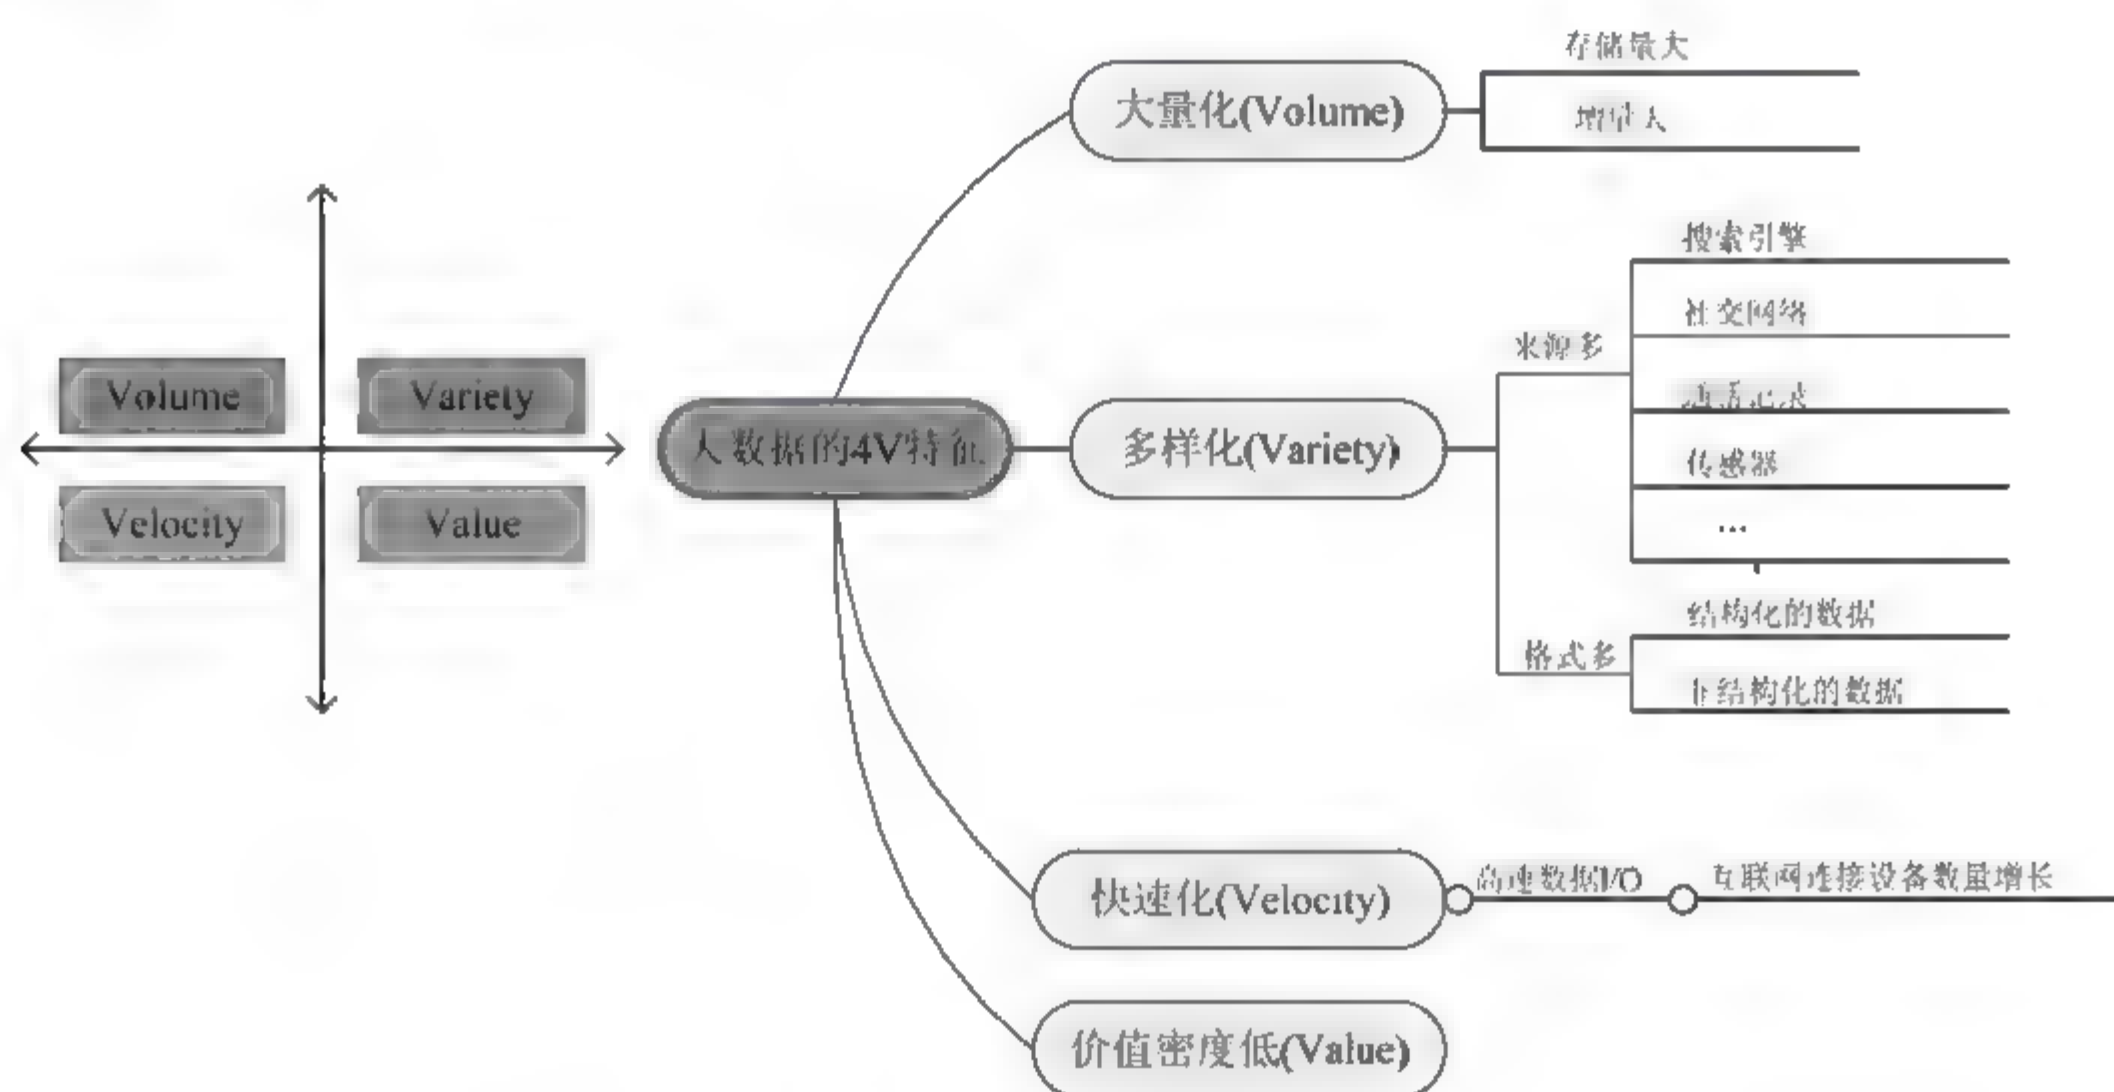 Volume
Variety
Velocity
Value
大数据的4V特征
大量化(Volume)
存储量大
增量大
多样化(Variety)
来源多
搜索引擎
社交网络
通话记录
传感器
...
格式多
结构化的数据
非结构化的数据
快速化(Velocity)
高速数据I/O
互联网连接设备数量增长
价值密度低(Value)